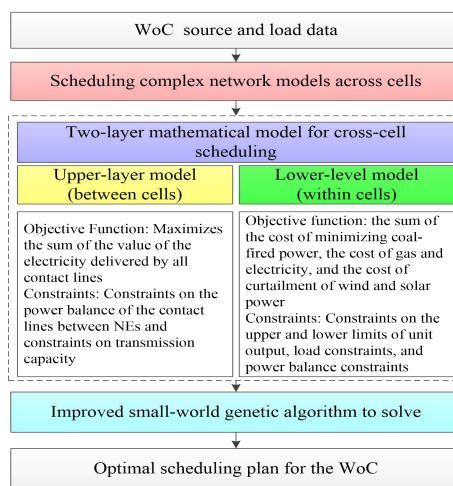 WoC source and load data
Scheduling complex network models across cells
Two-layer mathematical model for cross-cell
scheduling
Upper-layer model
(between cells)
Objective Function: Maximizes
the sum of the value of the
electricity delivered by all
contact lines
Constraints: Constraints on the
power balance of the contact
lines between NEs and
constraints on transmission
capacity
Lower-level model
(within cells)
Objective function: the sum of
the cost of minimizing coal-
fired power, the cost of gas and
electricity, and the cost of
curtailment of wind and solar
power
Constraints: Constraints on the
upper and lower limits of unit
output, load constraints, and
power balance constraints
Improved small-world genetic algorithm to solve
Optimal scheduling plan for the WoC